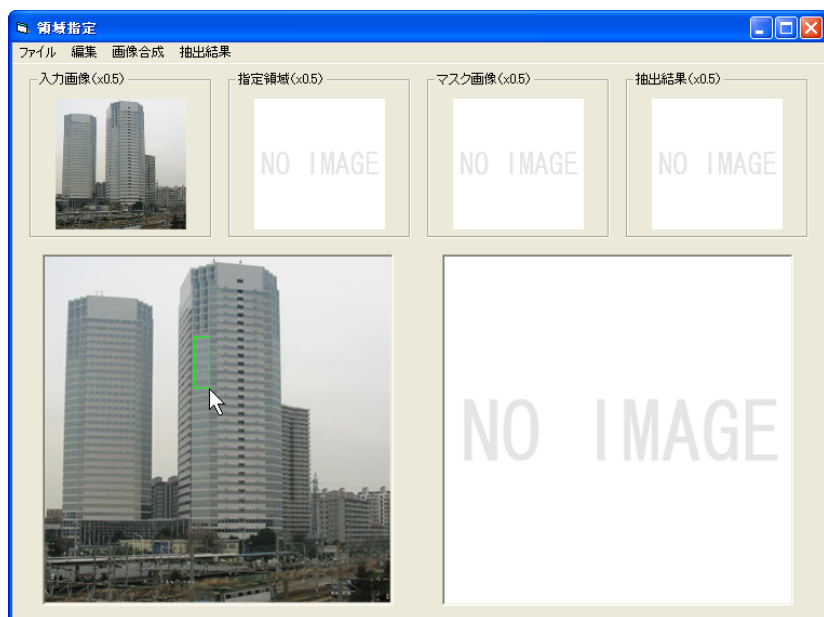 領域指定
ファイル 編集 画像合成 抽出結果
入力画像(x0.5) 指定領域(x0.5) マスク画像(x0.5) 抽出結果(x0.5)
NO IMAGE NO IMAGE NO IMAGE
NO IMAGE